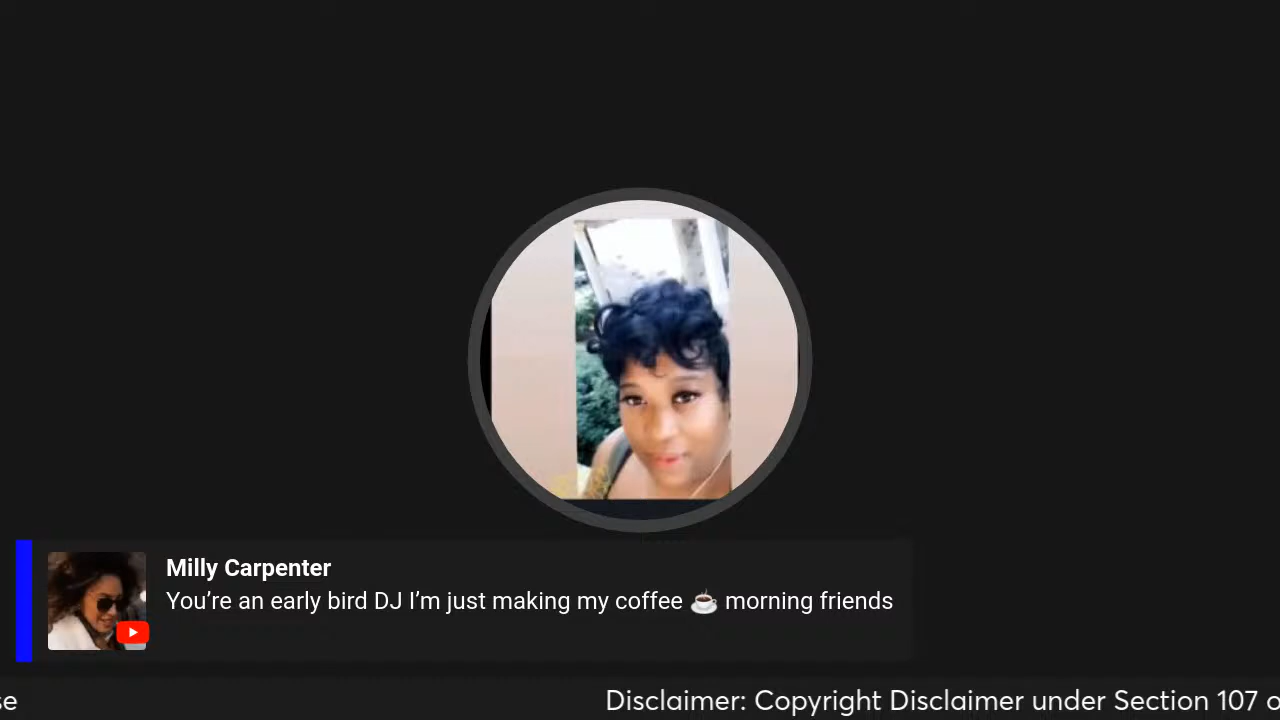 Milly Carpenter
You’re an early bird DJ I’m just making my coffee ☕ morning friends
se Disclaimer: Copyright Disclaimer under Section 107 o